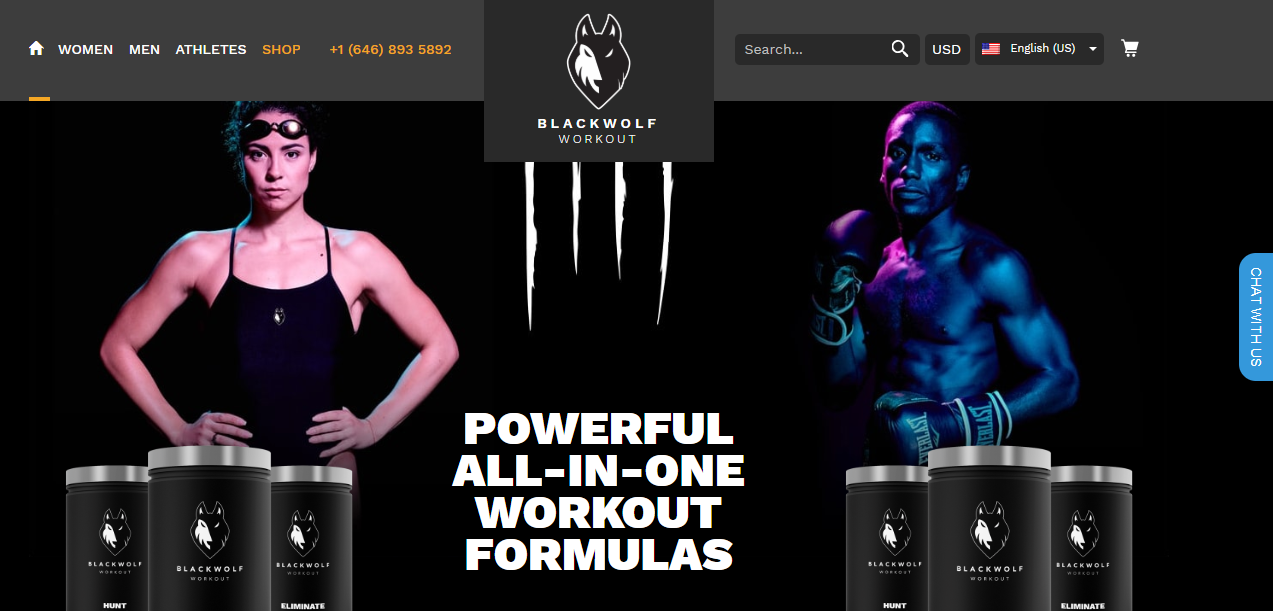 WOMEN MEN ATHLETES SHOP +1 (646) 893 5892
BLACKWOLF
WORKOUT
Search...
USD
English (US)
CHAT WITH US
EVERLAST
EVERLAST
POWERFUL
ALL-IN-ONE
WORKOUT
FORMULAS
BLACKWOLF
WORKOUT
HUNT
BLACKWOLF
WORKOUT
BLACKWOLF
WORKOUT
ELIMINATE
BLACKWOLF
WORKOUT
HUNT
BLACKWOLF
WORKOUT
BLACKWOLF
WORKOUT
ELIMINATE